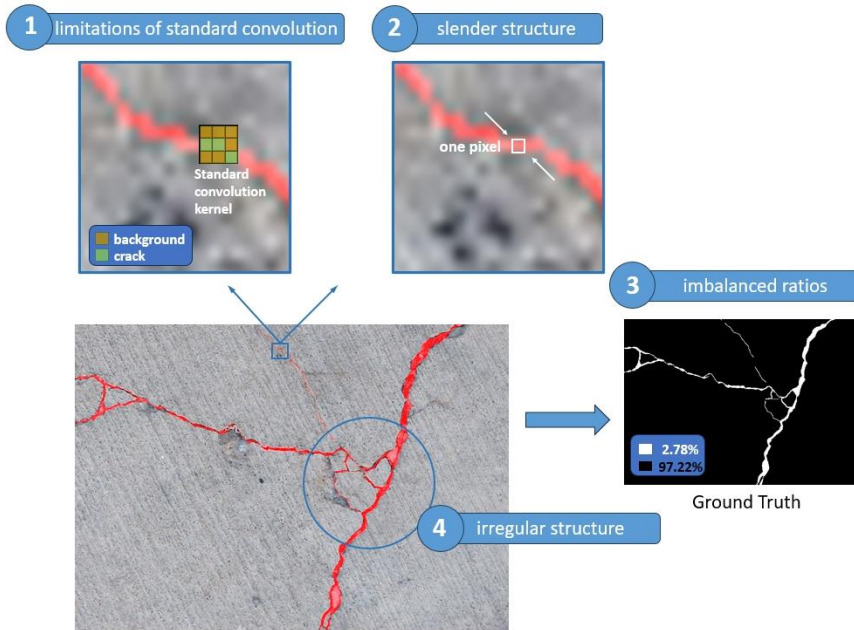 1 limitations of standard convolution
2 slender structure
one pixel
Standard
convolution
kernel
background
crack
3 imbalanced ratios
2.78%
97.22%
Ground Truth
4 irregular structure